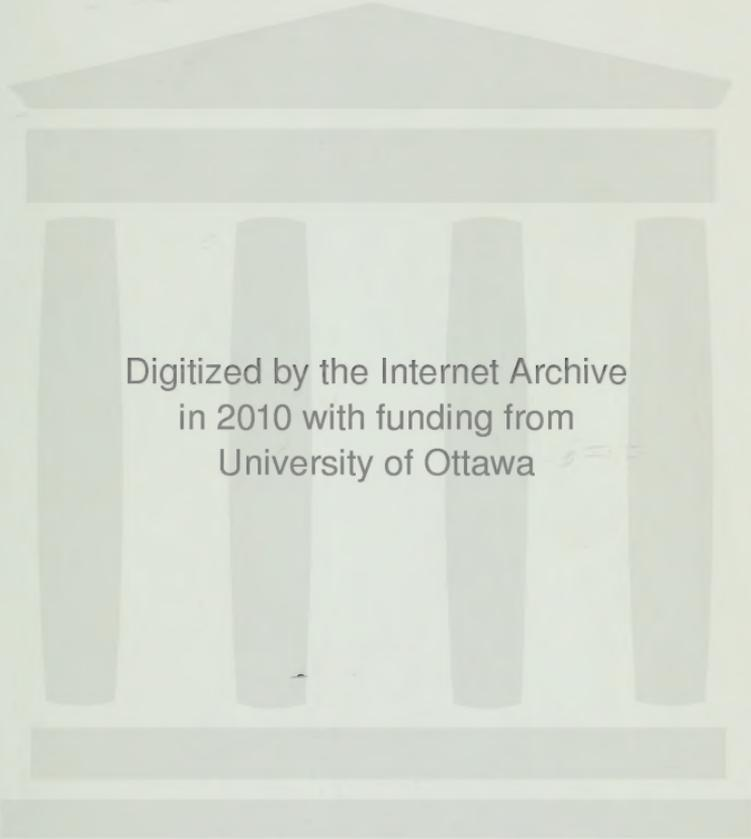 Digitized by the Internet Archive
in 2010 with funding from
University of Ottawa